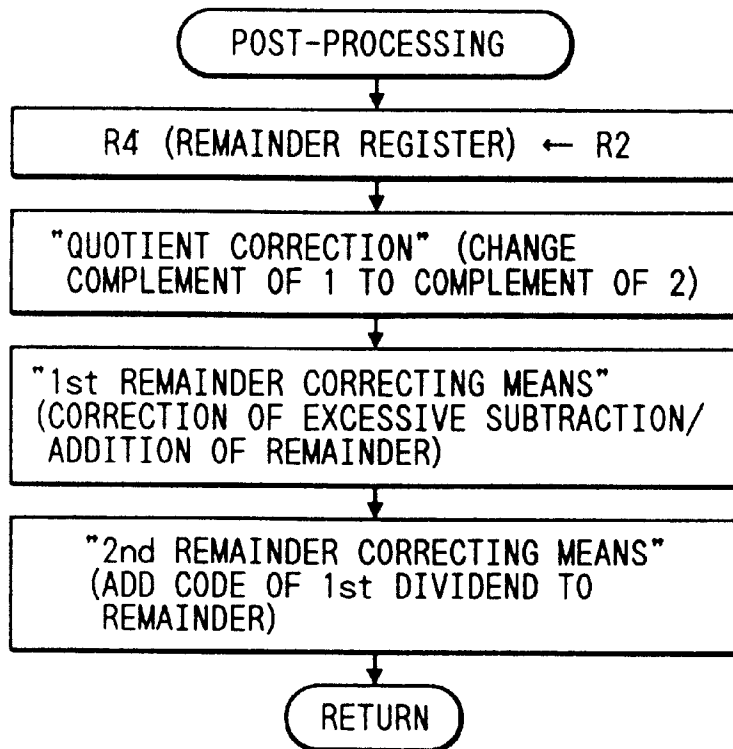 POST-PROCESSING
R4 (REMAINDER REGISTER) ← R2
"QUOTIENT CORRECTION" (CHANGE
COMPLEMENT OF 1 TO COMPLEMENT OF 2)
"1st REMAINDER CORRECTING MEANS"
(CORRECTION OF EXCESSIVE SUBTRACTION/
ADDITION OF REMAINDER)
"2nd REMAINDER CORRECTING MEANS"
(ADD CODE OF 1st DIVIDEND TO
REMAINDER)
RETURN